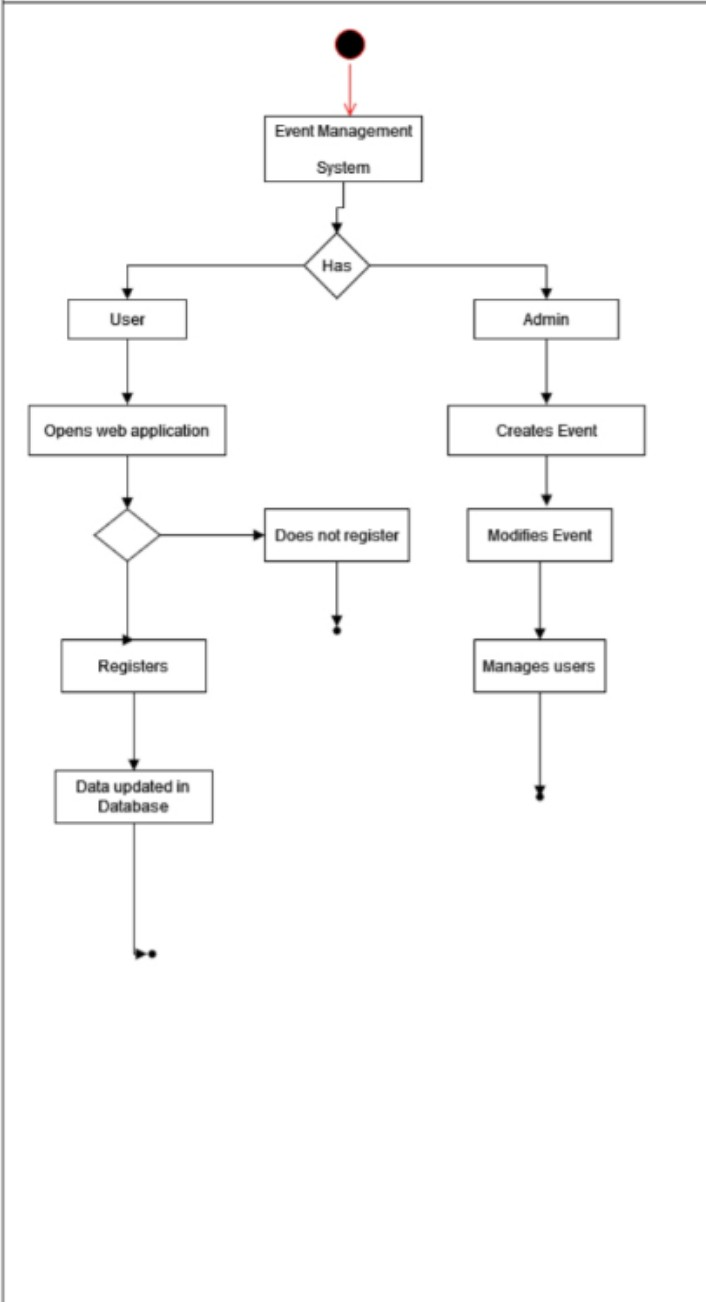 Event Management
System
Has
User
Admin
Opens web application
Creates Event
Does not register
Modifies Event
Registers
Manages users
Data updated in
Database